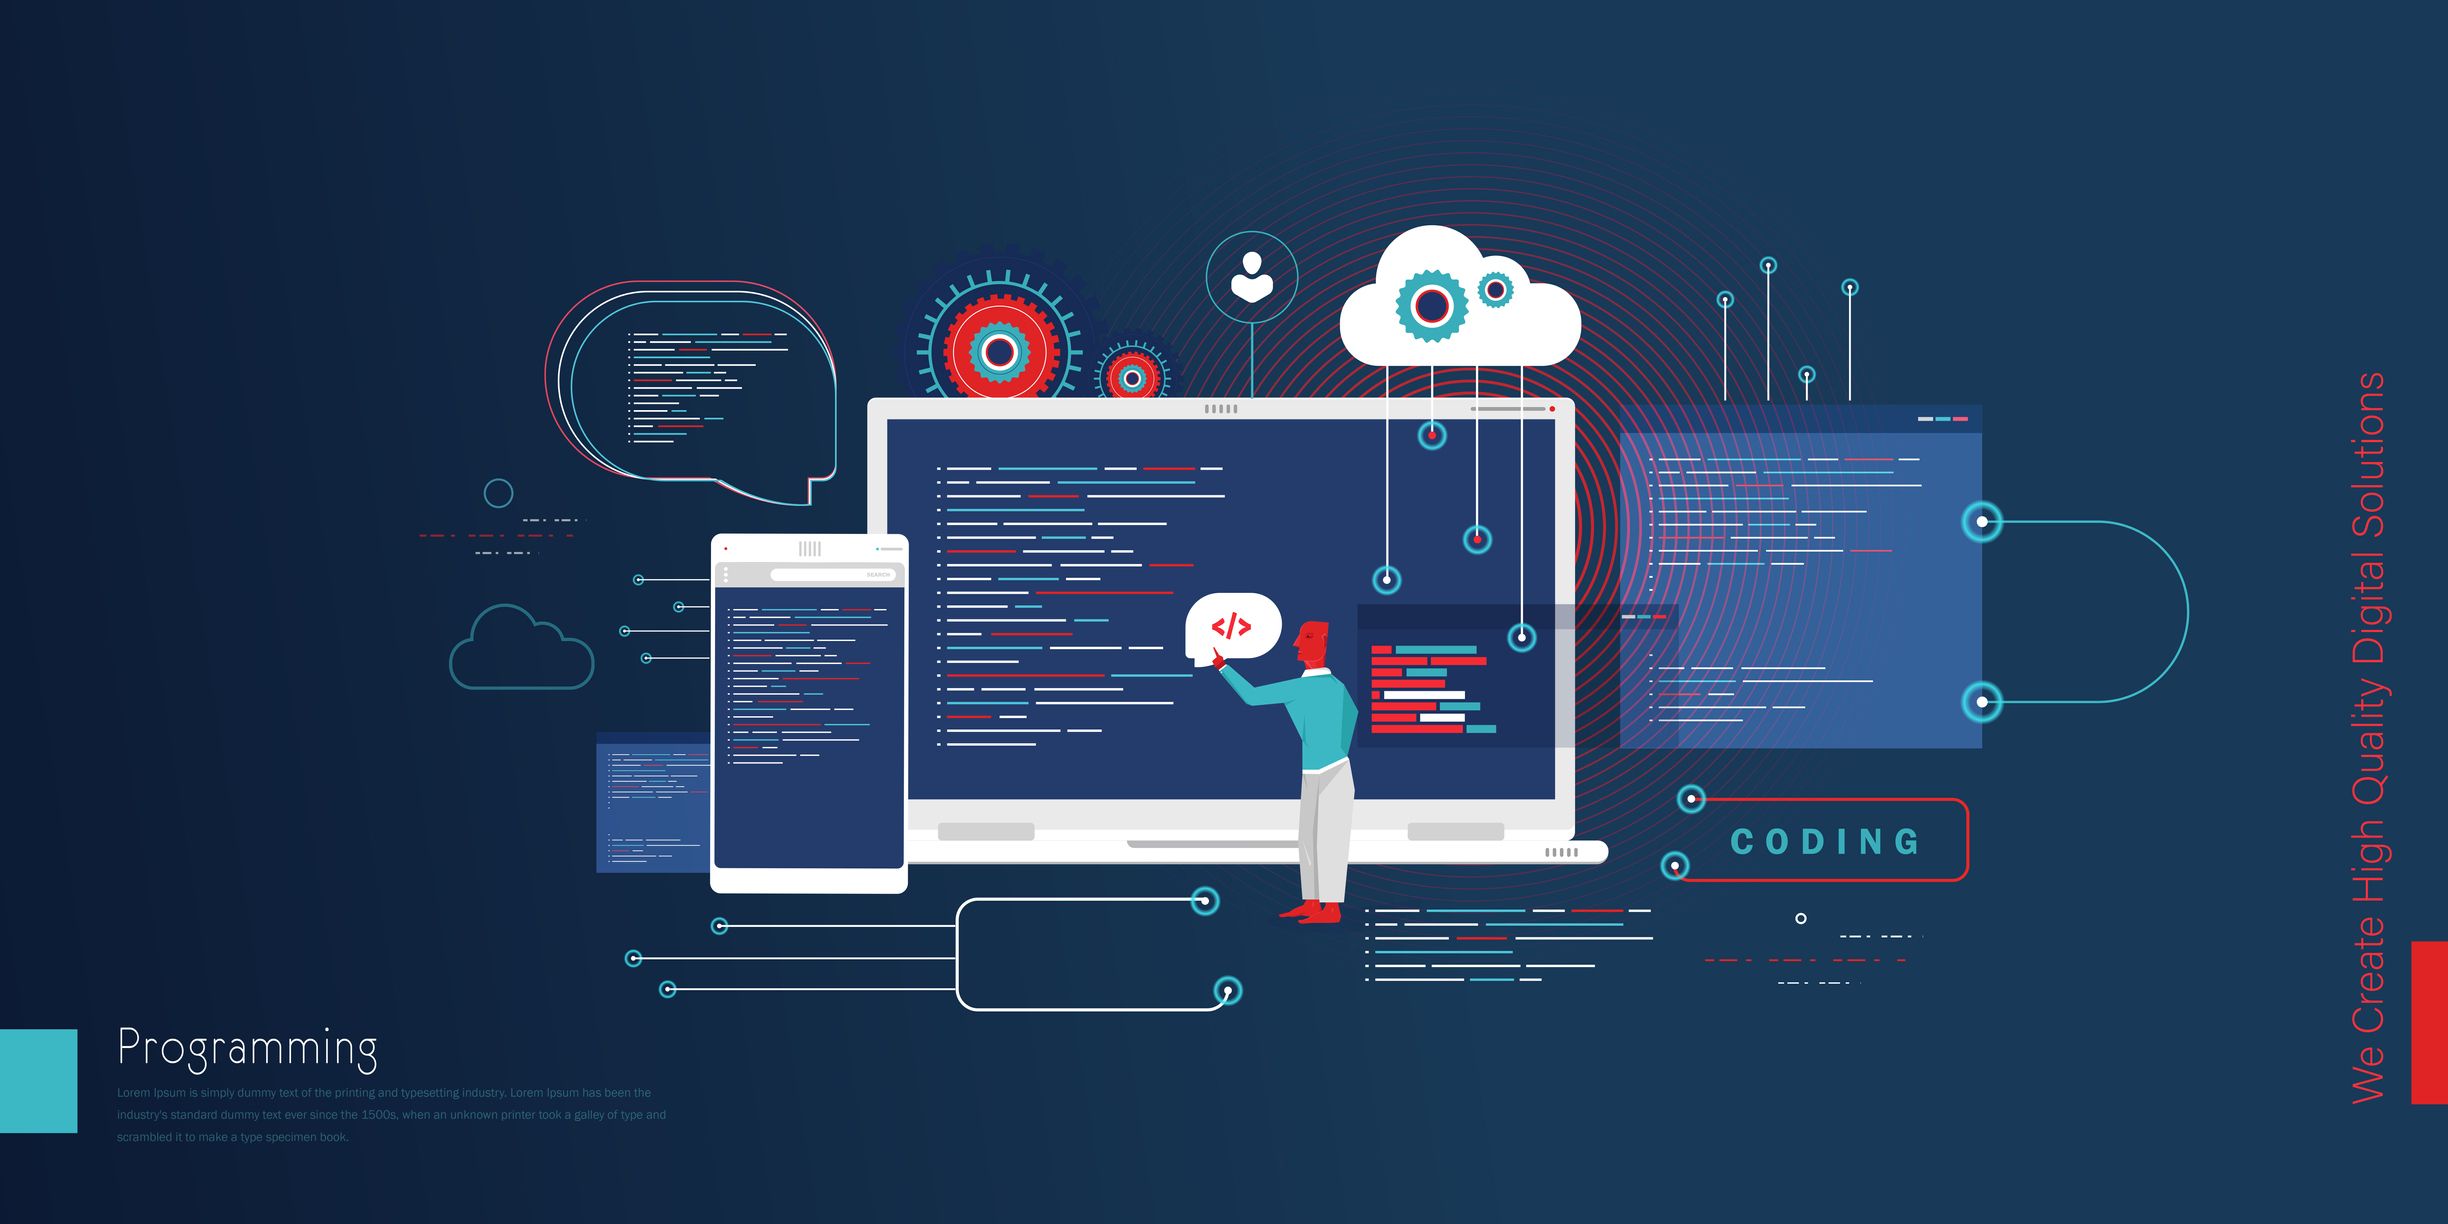 SEARCH
</>
CODING
Programming
Lorem Ipsum is simply dummy text of the printing and typesetting industry. Lorem Ipsum has been the
industry's standard dummy text ever since the 1500s, when an unknown printer took a galley of type and
scrambled it to make a type specimen book.
We Create High Quality Digital Solutions